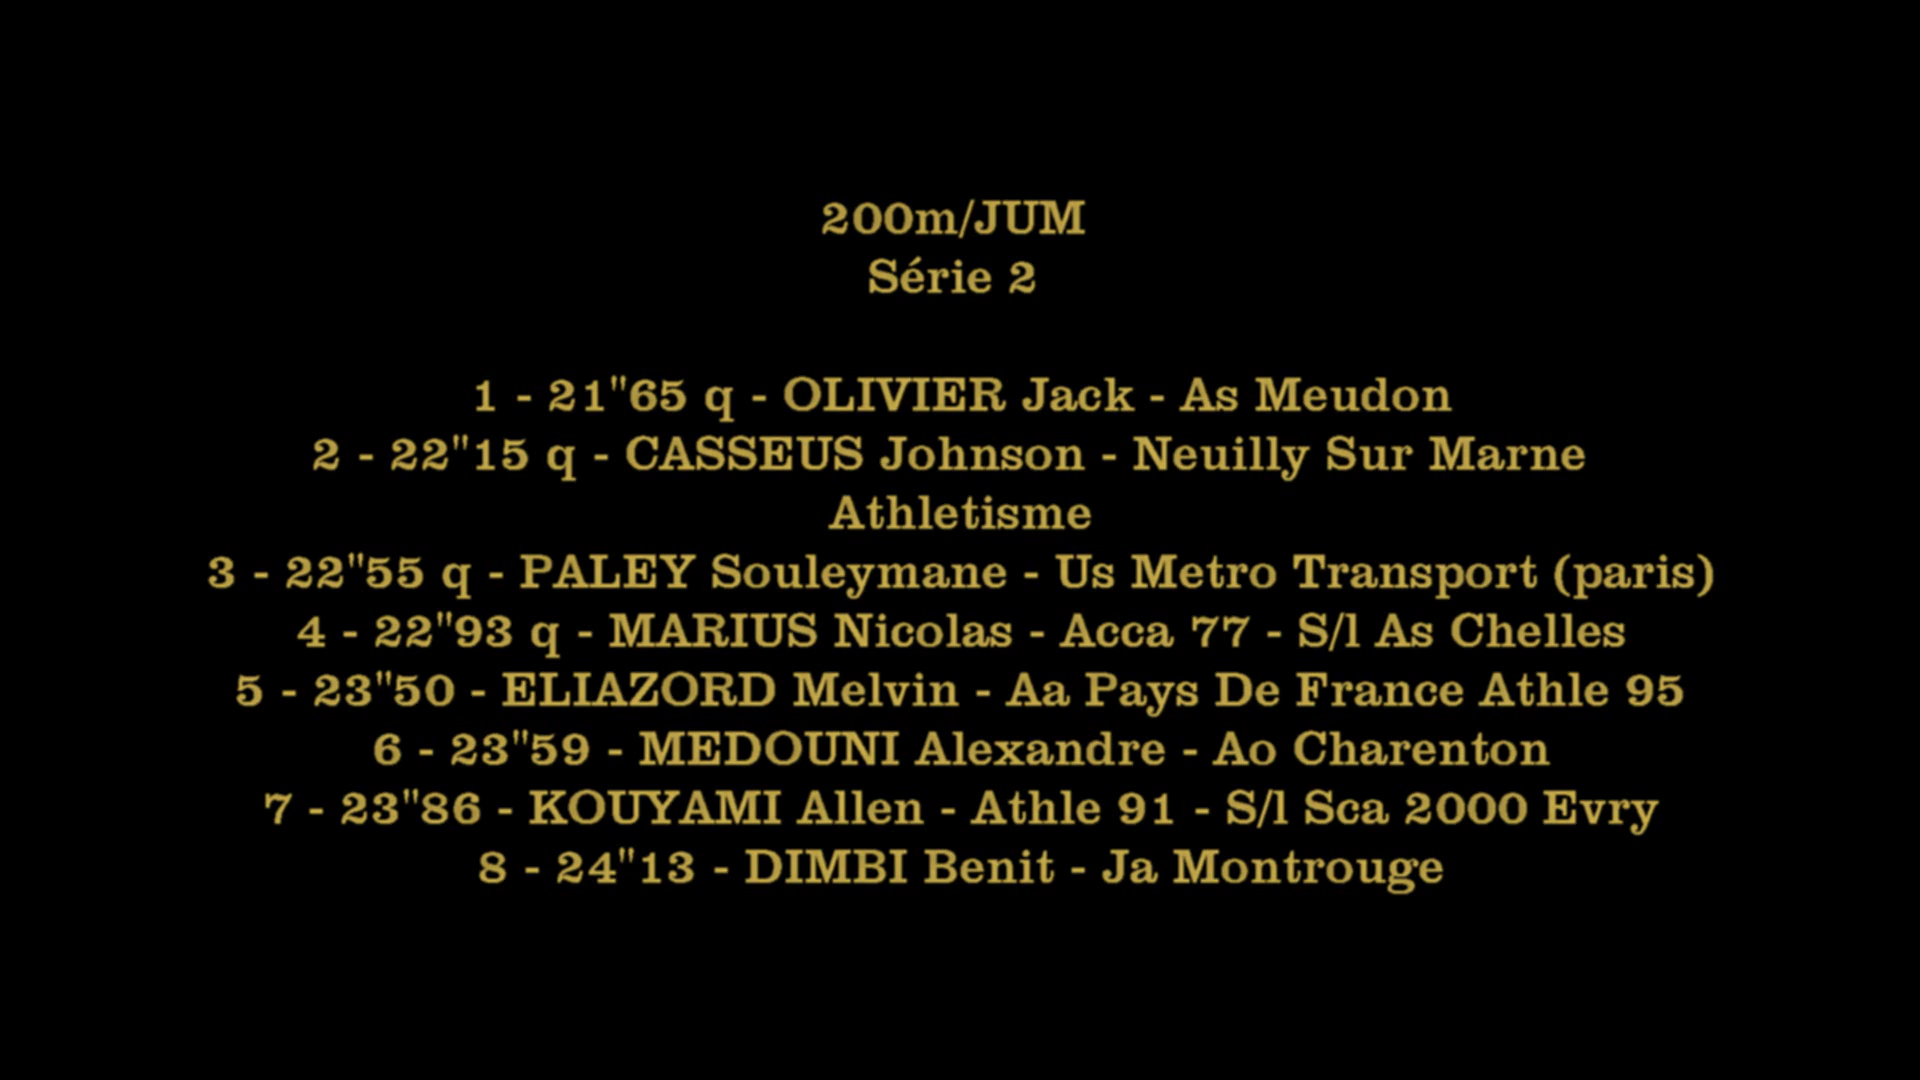 200m/JUM
Série 2
1 - 21"65 q - OLIVIER Jack - As Meudon
2 - 22"15 q - CASSEUS Johnson - Neuilly Sur Marne
Athletisme
3 - 22"55 q - PALEY Souleymane - Us Metro Transport (paris)
4 - 22"93 q - MARIUS Nicolas - Acca 77 - S/l As Chelles
5 - 23"50 - ELIAZORD Melvin - Aa Pays De France Athle 95
6 - 23"59 - MEDOUNI Alexandre - Ao Charenton
7 - 23"86 - KOUYAMI Allen - Athle 91 - S/l Sca 2000 Evry
8 - 24"13 - DIMBI Benit - Ja Montrouge